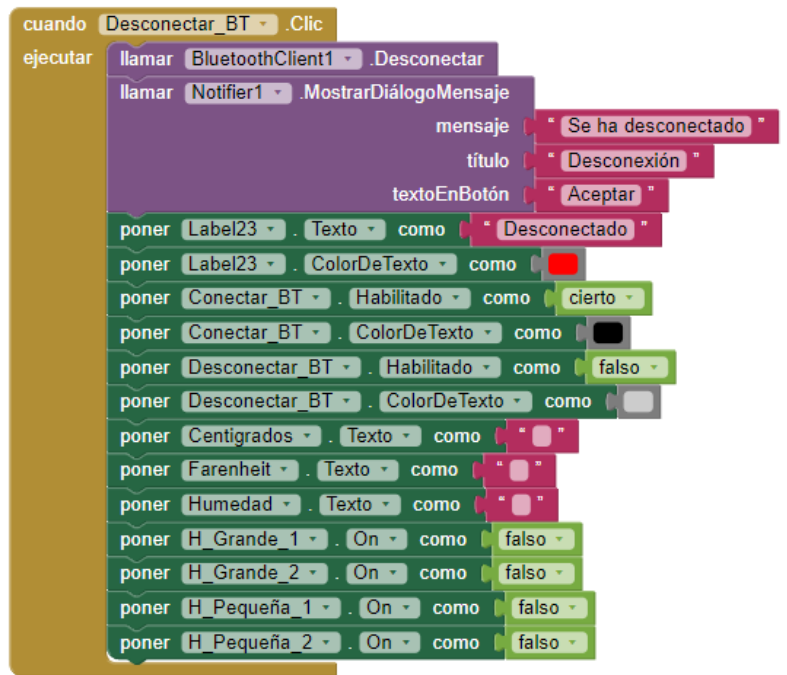 cuando Desconectar_BT .Clic
ejecutar llamar BluetoothClient1 .Desconectar
llamar Notifier1 .MostrarDiálogoMensaje
mensaje " Se ha desconectado "
título " Desconexión "
textoEnBotón " Aceptar "
poner Label23 . Texto como " Desconectado "
poner Label23 . ColorDeTexto como
poner Conectar_BT . Habilitado como cierto
poner Conectar_BT . ColorDeTexto como
poner Desconectar_BT . Habilitado como falso
poner Desconectar_BT . ColorDeTexto como
poner Centigrados . Texto como " "
poner Farenheit . Texto como " "
poner Humedad . Texto como " "
poner H_Grande_1 . On como falso
poner H_Grande_2 . On como falso
poner H_Pequeña_1 . On como falso
poner H_Pequeña_2 . On como falso